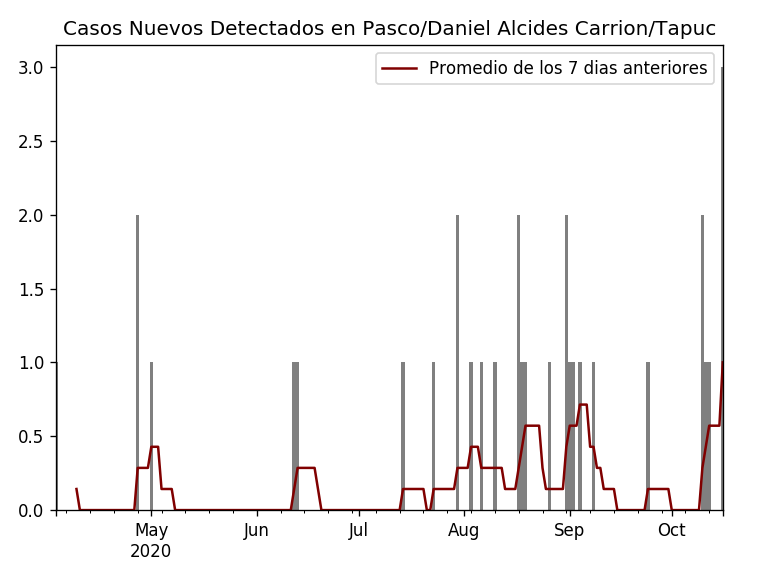 Casos Nuevos Detectados en Pasco/Daniel Alcides Carrion/Tapuc
Promedio de los 7 dias anteriores
3.0
2.5
2.0
1.5
1.0
0.5
0.0
May Jun Jul Aug Sep Oct
2020